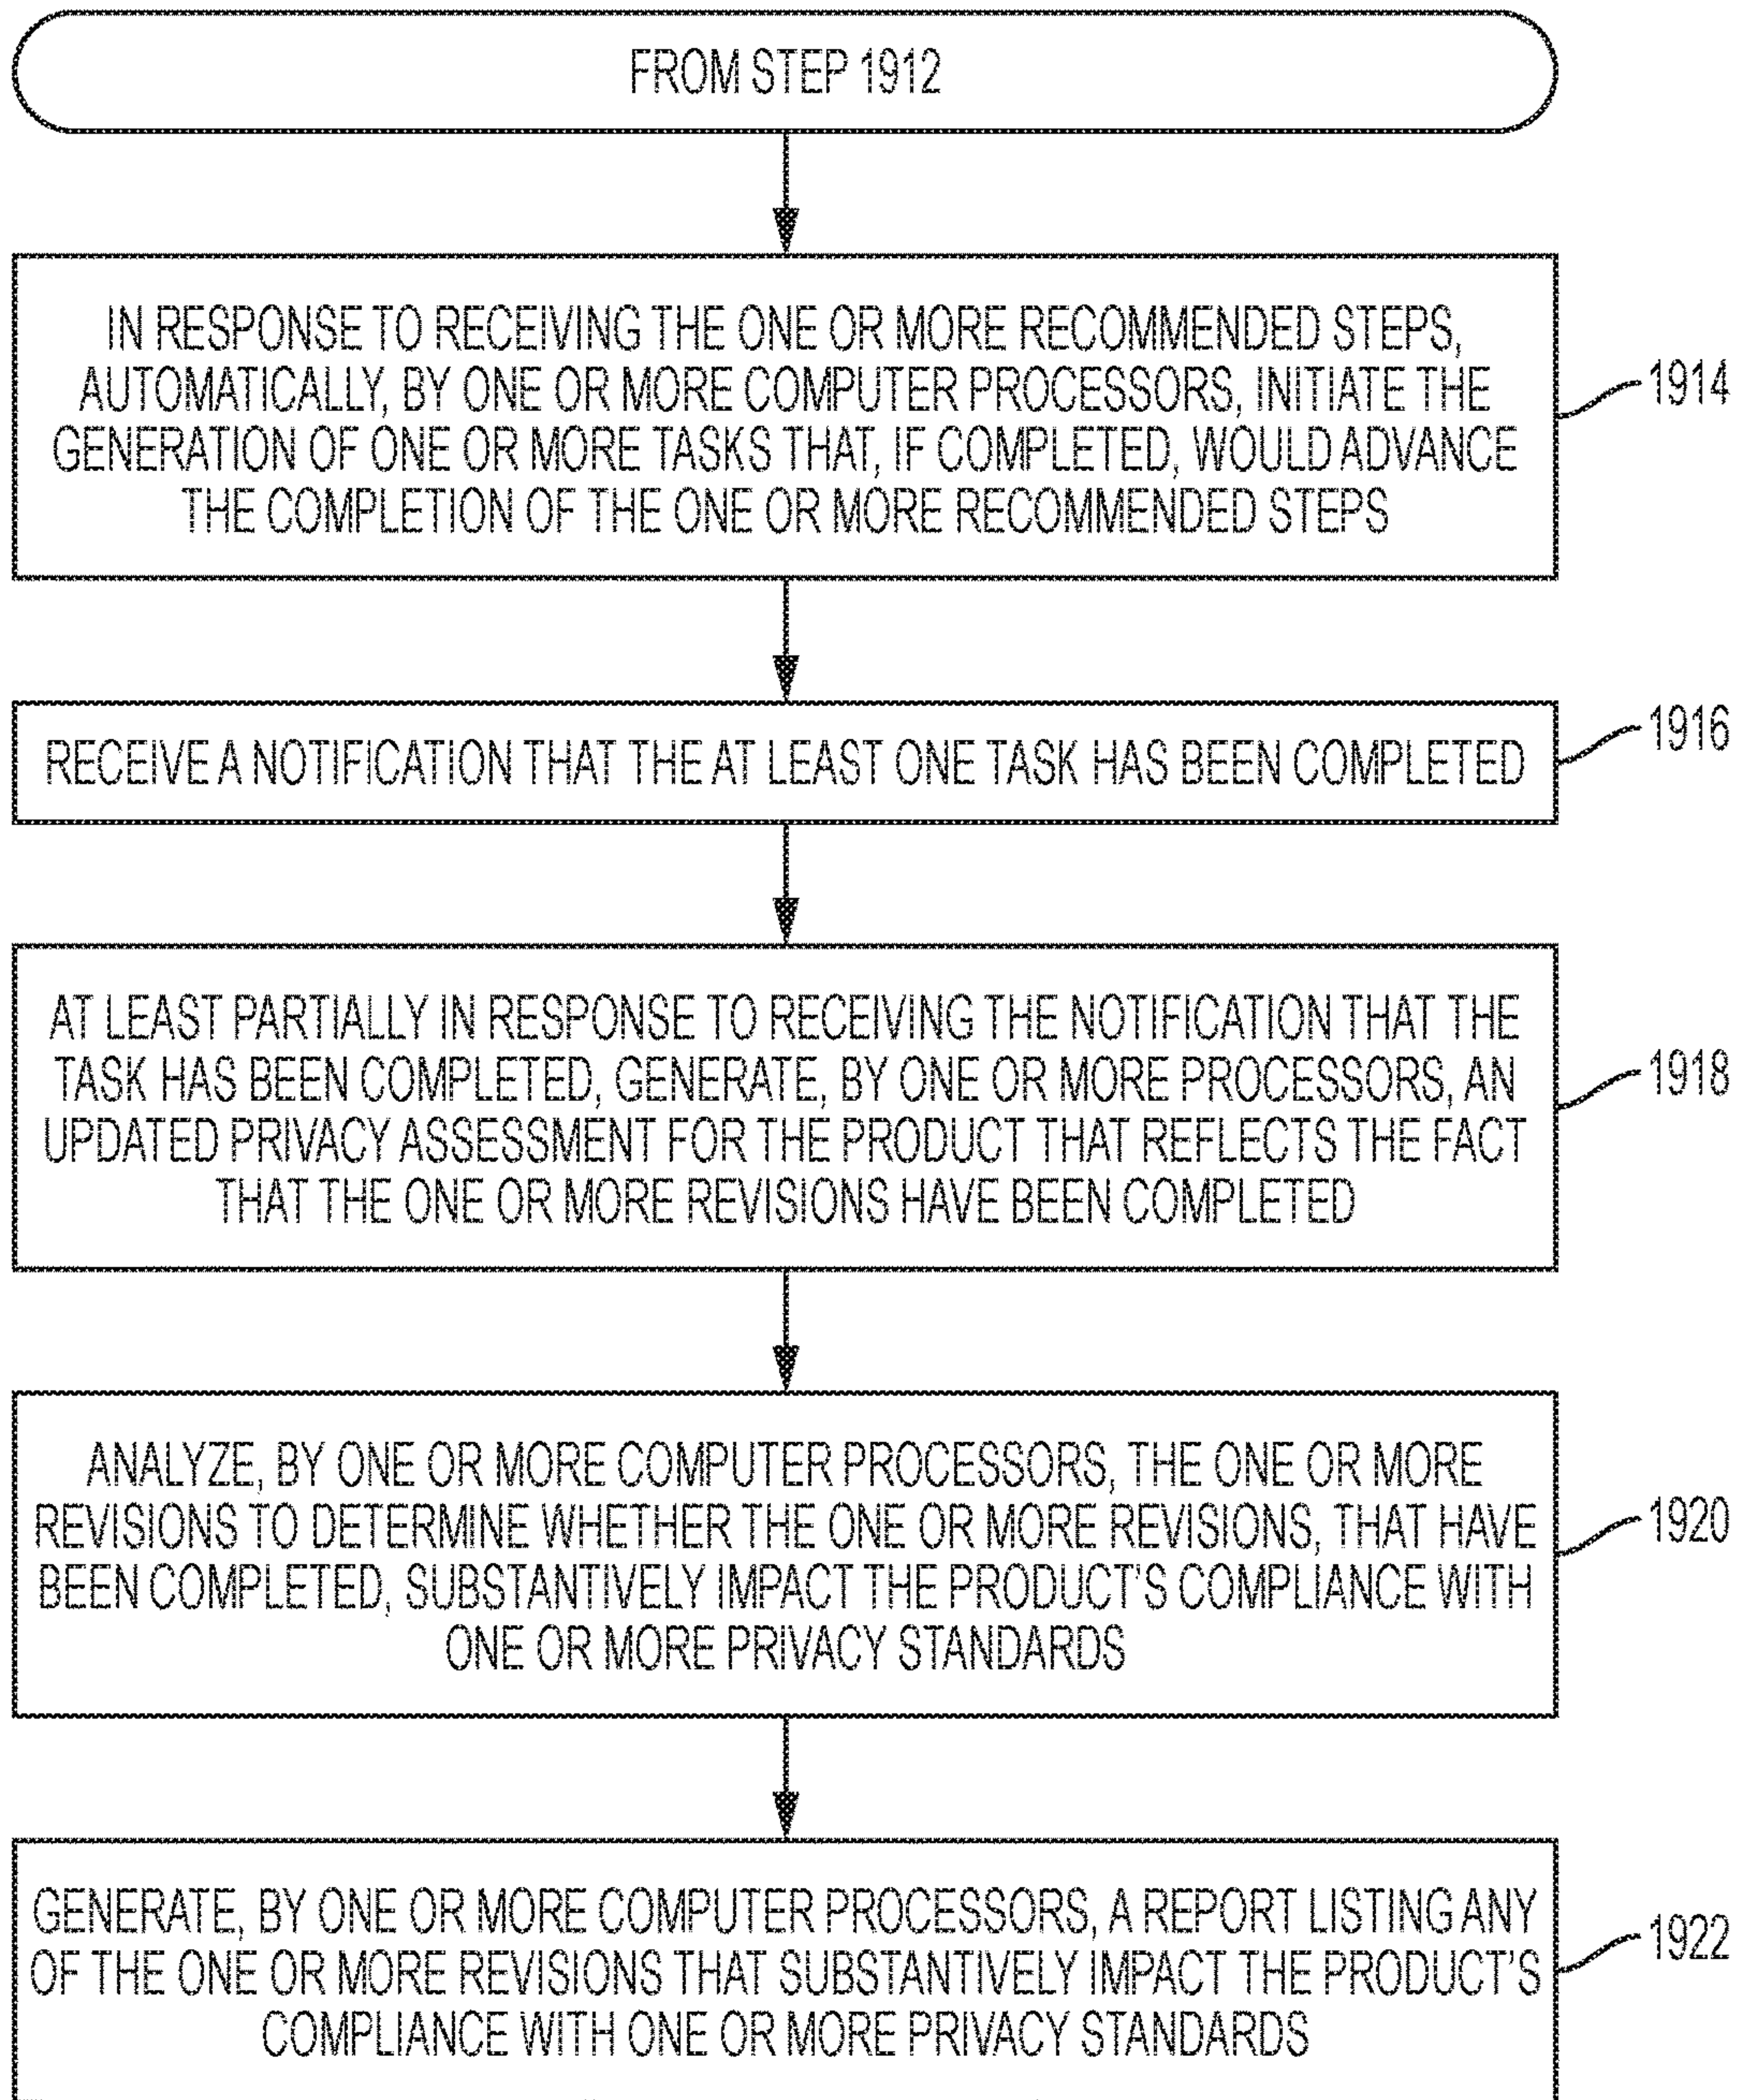 FROM STEP 1912
IN RESPONSE TO RECEIVING THE ONE OR MORE RECOMMENDED STEPS,
AUTOMATICALLY, BY ONE OR MORE COMPUTER PROCESSORS, INITIATE THE
GENERATION OF ONE OR MORE TASKS THAT, IF COMPLETED, WOULD ADVANCE
THE COMPLETION OF THE ONE OR MORE RECOMMENDED STEPS
1914
RECEIVE A NOTIFICATION THAT THE AT LEAST ONE TASK HAS BEEN COMPLETED
1916
AT LEAST PARTIALLY IN RESPONSE TO RECEIVING THE NOTIFICATION THAT THE
TASK HAS BEEN COMPLETED, GENERATE, BY ONE OR MORE PROCESSORS, AN
UPDATED PRIVACY ASSESSMENT FOR THE PRODUCT THAT REFLECTS THE FACT
THAT THE ONE OR MORE REVISIONS HAVE BEEN COMPLETED
1918
ANALYZE, BY ONE OR MORE COMPUTER PROCESSORS, THE ONE OR MORE
REVISIONS TO DETERMINE WHETHER THE ONE OR MORE REVISIONS, THAT HAVE
BEEN COMPLETED, SUBSTANTIVELY IMPACT THE PRODUCT'S COMPLIANCE WITH
ONE OR MORE PRIVACY STANDARDS
1920
GENERATE, BY ONE OR MORE COMPUTER PROCESSORS, A REPORT LISTING ANY
OF THE ONE OR MORE REVISIONS THAT SUBSTANTIVELY IMPACT THE PRODUCT'S
COMPLIANCE WITH ONE OR MORE PRIVACY STANDARDS
1922